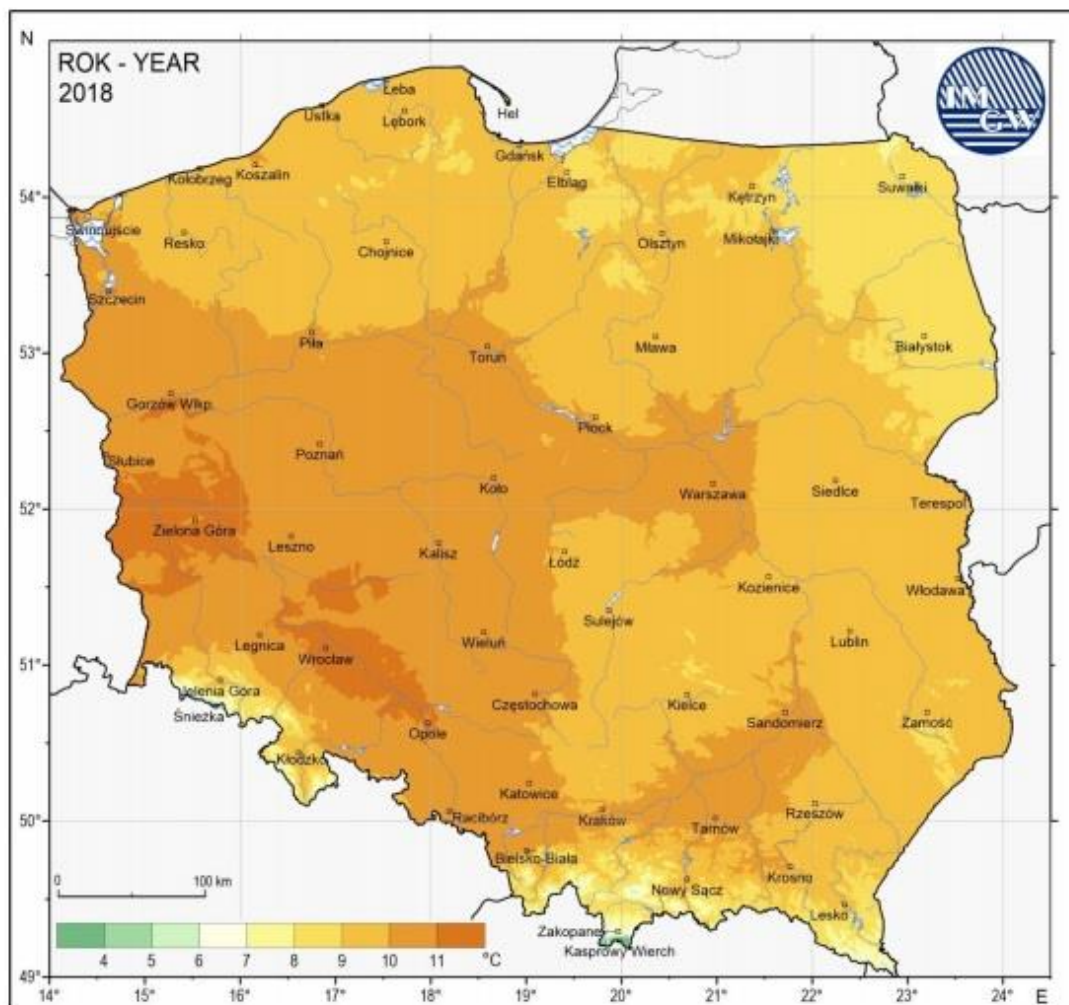 N
ROK - YEAR
2018
IM
GW
Łeba
Ustka
Lębork
Hel
Gdańsk
Kołobrzeg
Koszalin
Elbląg
Kętrzyn
Suwałki
54°
Świnoujście
Resko
Chojnice
Olsztyn
Mikołajki
Szczecin
Piła
Toruń
Mława
Białystok
53°
Gorzów Wlkp.
Płock
Słubice
Poznań
Koło
Warszawa
Siedlce
Terespol
52°
Zielona Góra
Leszno
Kalisz
Łódź
Kozienice
Włodawa
Sulejów
Legnica
Wrocław
Wieluń
Lublin
51°
Jelenia Góra
Śnieżka
Częstochowa
Kielce
Sandomierz
Zamość
Opole
Kłodzko
Katowice
Racibórz
Kraków
Tarnów
Rzeszów
50°
Bielsko-Biała
Nowy Sącz
Krosno
Lesko
0 100 km
Zakopane
Kasprowy Wierch
4 5 6 7 8 9 10 11 °C
49°
14° 15° 16° 17° 18° 19° 20° 21° 22° 23° 24° E